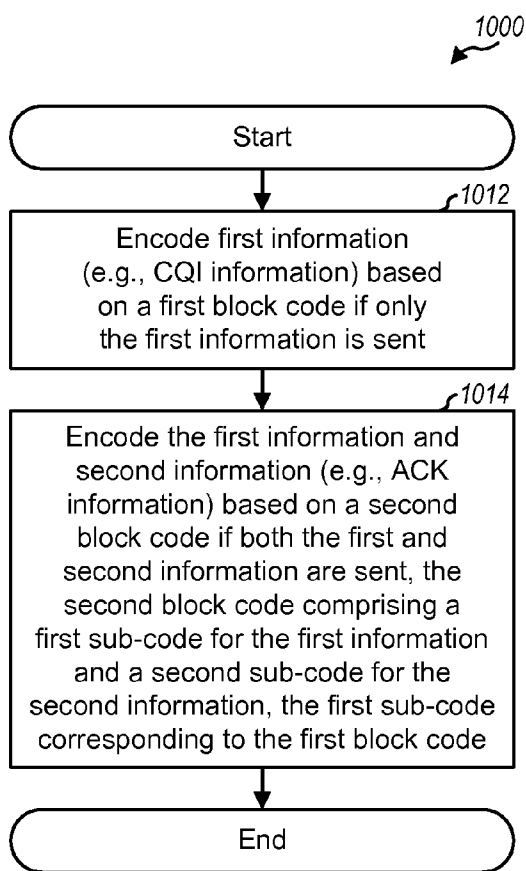 1000
Start
1012
Encode first information
(e.g., CQI information) based
on a first block code if only
the first information is sent
1014
Encode the first information and
second information (e.g., ACK
information) based on a second
block code if both the first and
second information are sent, the
second block code comprising a
first sub-code for the first information
and a second sub-code for the
second information, the first sub-code
corresponding to the first block code
End